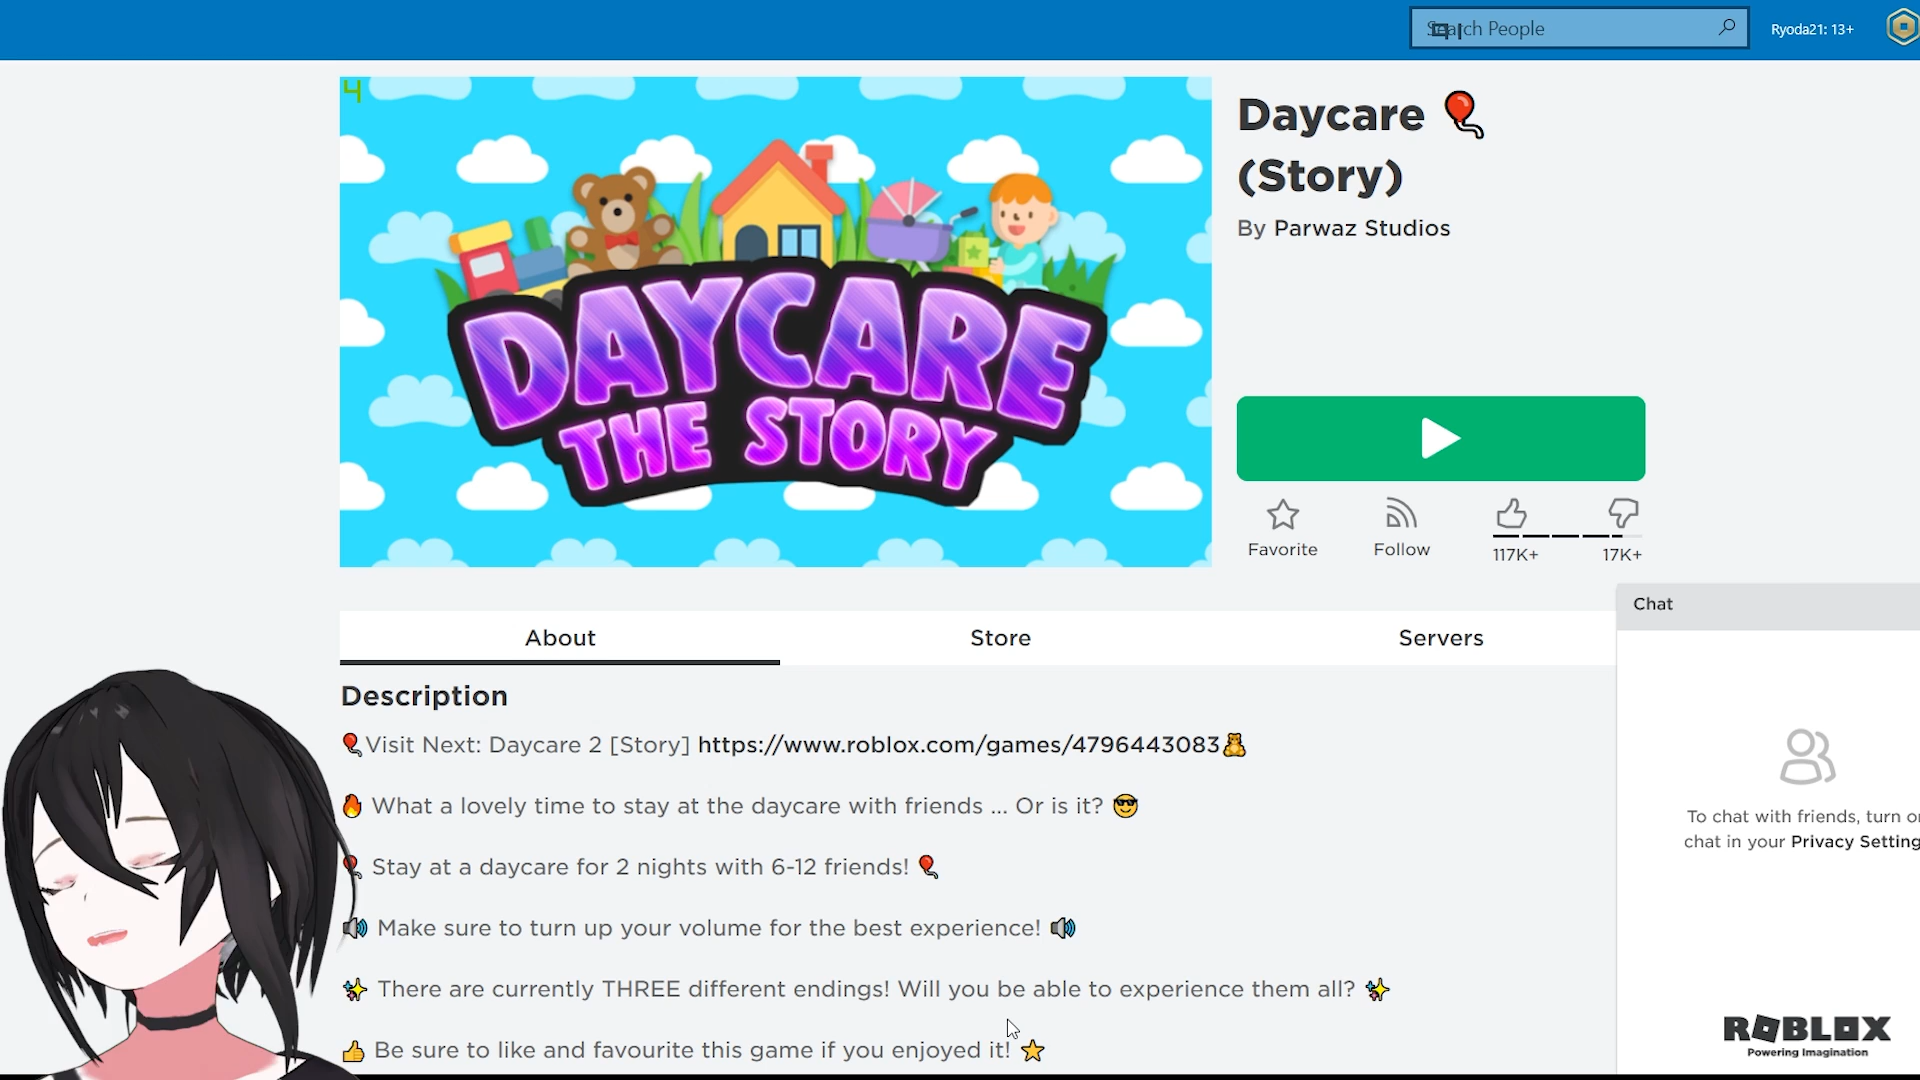 Search People
Ryoda21: 13+
4
DAYCARE
THE STORY
Daycare 🎈
(Story)
By Parwaz Studios
Favorite
Follow
117K+
17K+
About
Store
Servers
Chat
Description
🎈Visit Next: Daycare 2 [Story] https://www.roblox.com/games/4796443083🧸
🔥 What a lovely time to stay at the daycare with friends ... Or is it? 😎
🎈 Stay at a daycare for 2 nights with 6-12 friends! 🎈
🔊 Make sure to turn up your volume for the best experience! 🔊
✨ There are currently THREE different endings! Will you be able to experience them all? ✨
👍 Be sure to like and favourite this game if you enjoyed it! ⭐
To chat with friends, turn
chat in your Privacy Setting
ROBLOX
Powering Imagination